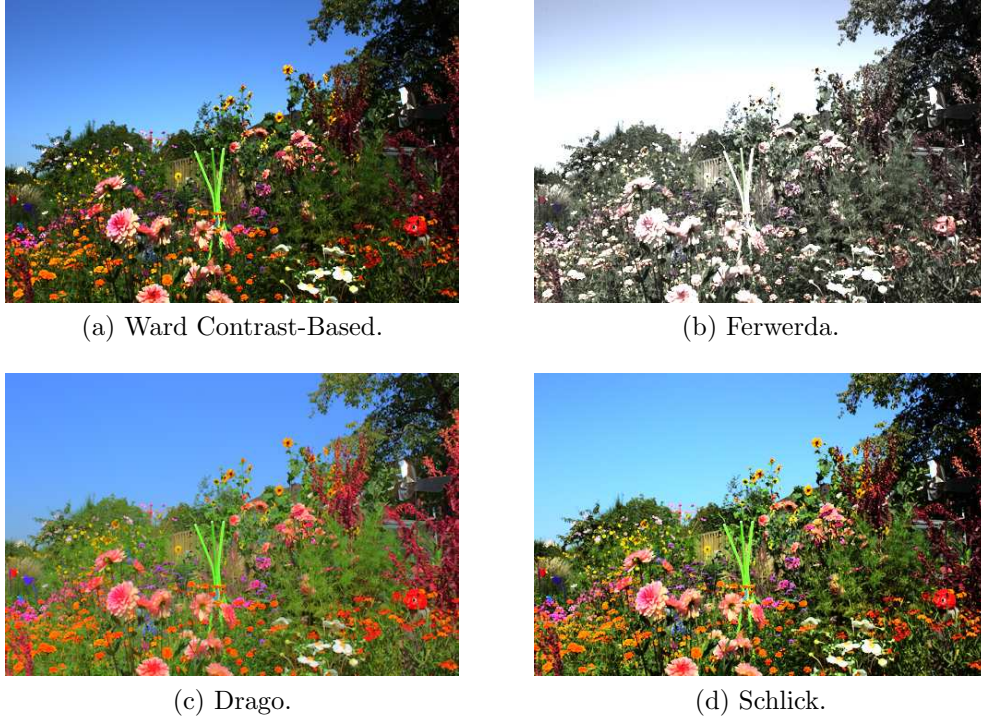 (a) Ward Contrast-Based.
(b) Ferwerda.
(c) Drago.
(d) Schlick.